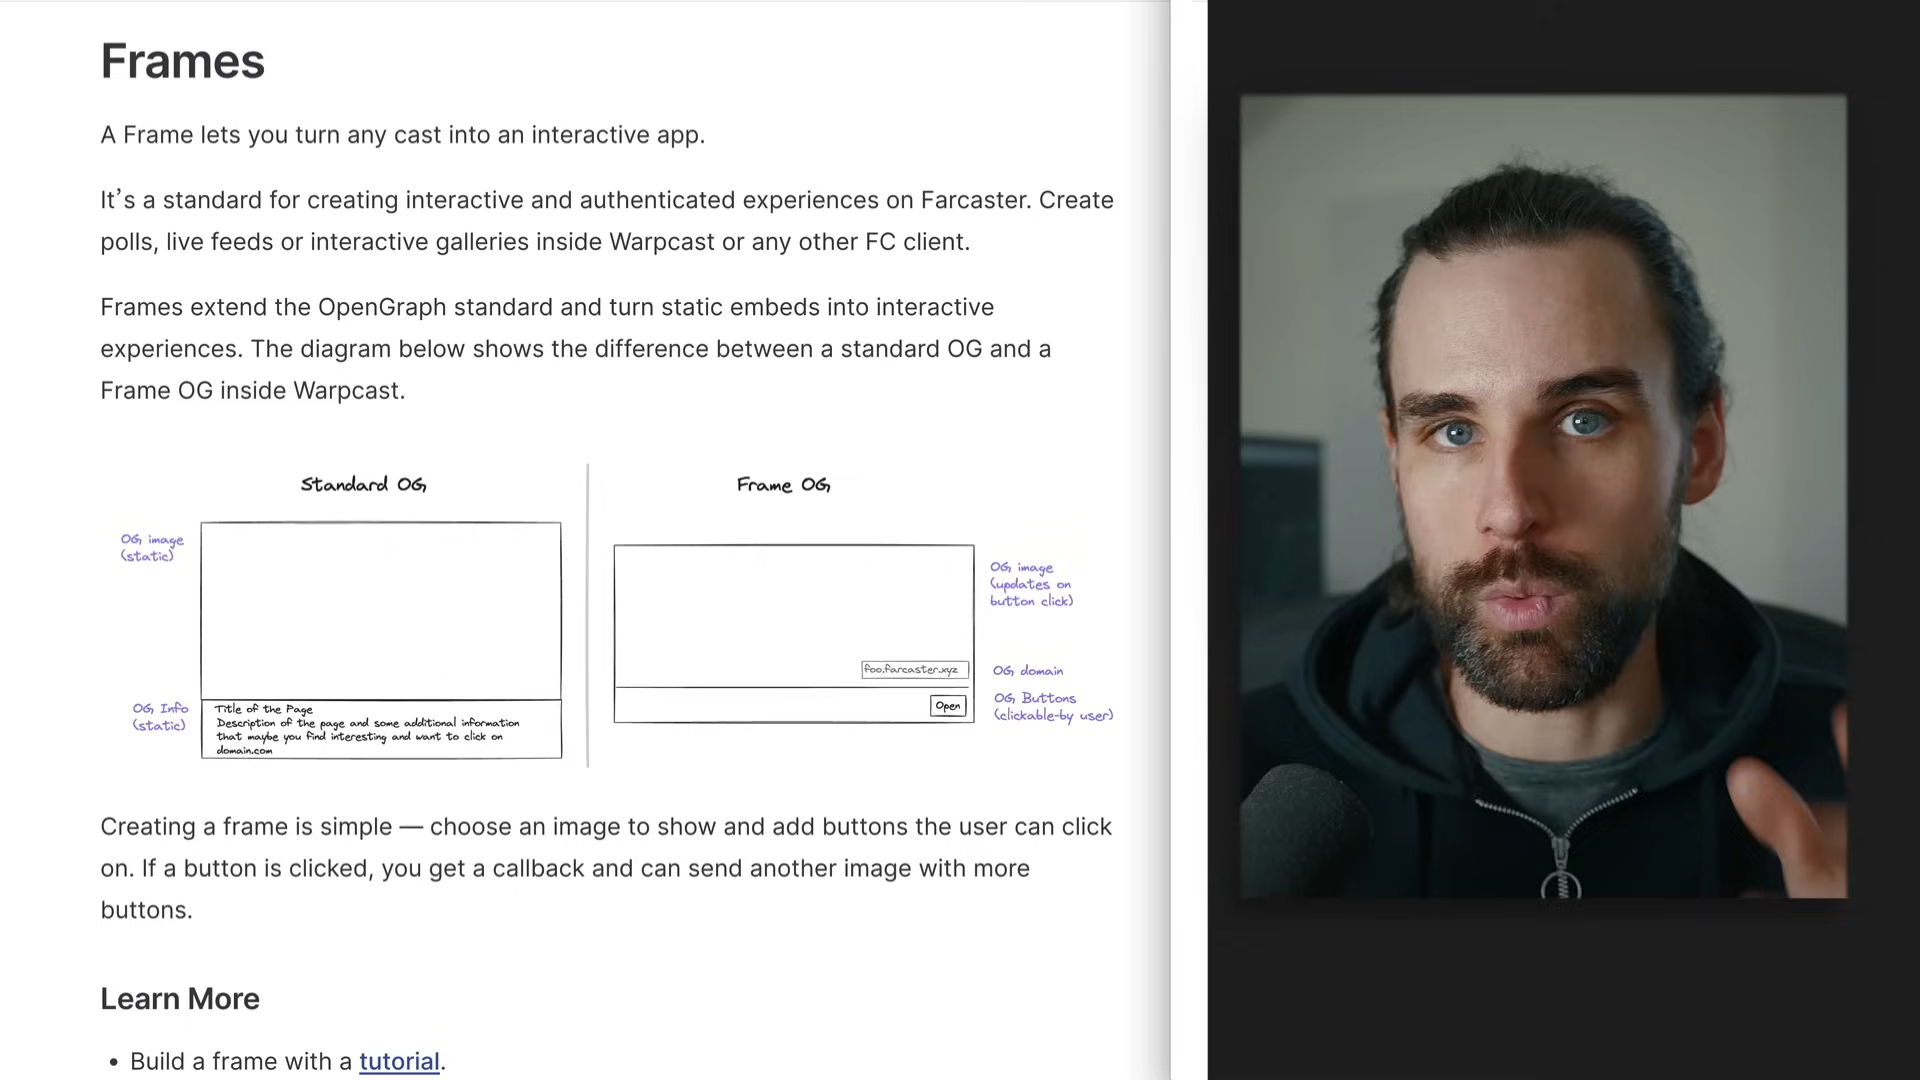 Frames
A Frame lets you turn any cast into an interactive app.
It’s a standard for creating interactive and authenticated experiences on Farcaster. Create
polls, live feeds or interactive galleries inside Warpcast or any other FC client.
Frames extend the OpenGraph standard and turn static embeds into interactive
experiences. The diagram below shows the difference between a standard OG and a
Frame OG inside Warpcast.
Standard OG
OG image
(static)
OG Info
(static)
Title of the Page
Description of the page and some additional information
that maybe you find interesting and want to click on
domain.com
Frame OG
OG image
(updates on
button click)
foo.farcaster.xyz
OG domain
Open
OG Buttons
(clickable-by user)
Creating a frame is simple — choose an image to show and add buttons the user can click
on. If a button is clicked, you get a callback and can send another image with more
buttons.
Learn More
• Build a frame with a tutorial.